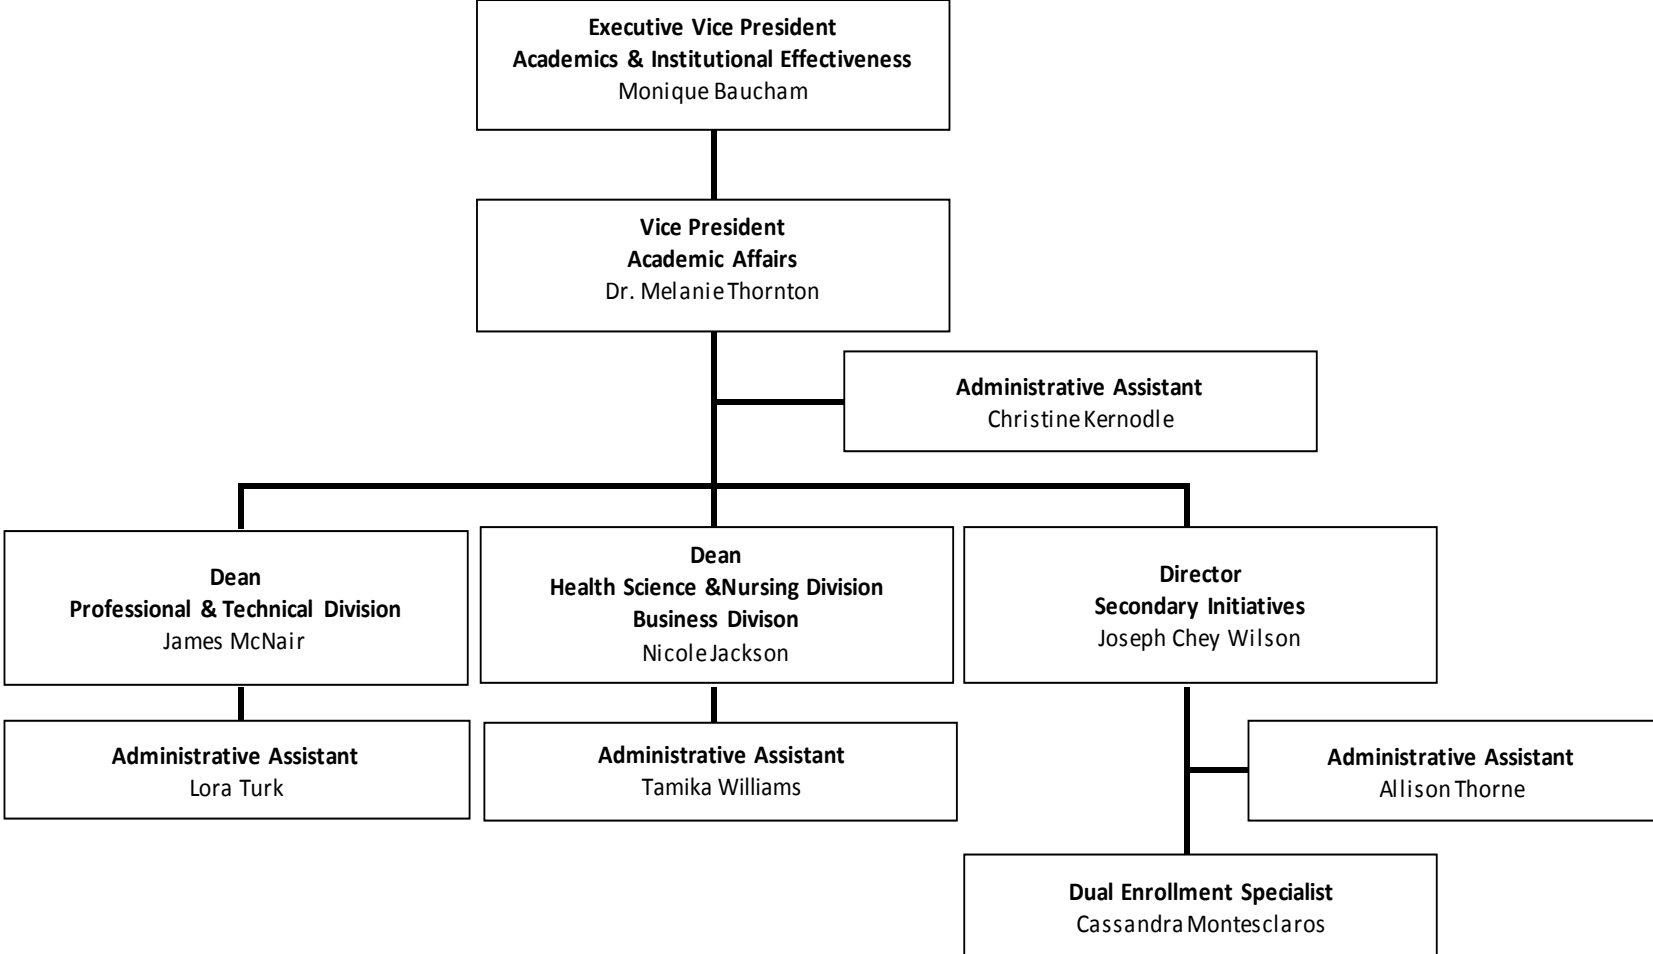 Executive Vice President
Academics & Institutional Effectiveness
Monique Baucham
Vice President
Academic Affairs
Dr. Melanie Thornton
Administrative Assistant
Christine Kernodle
Dean
Professional & Technical Division
James McNair
Dean
Health Science &Nursing Division
Business Divison
Nicole Jackson
Director
Secondary Initiatives
Joseph Chey Wilson
Administrative Assistant
Lora Turk
Administrative Assistant
Tamika Williams
Administrative Assistant
Allison Thorne
Dual Enrollment Specialist
Cassandra Montesclaros